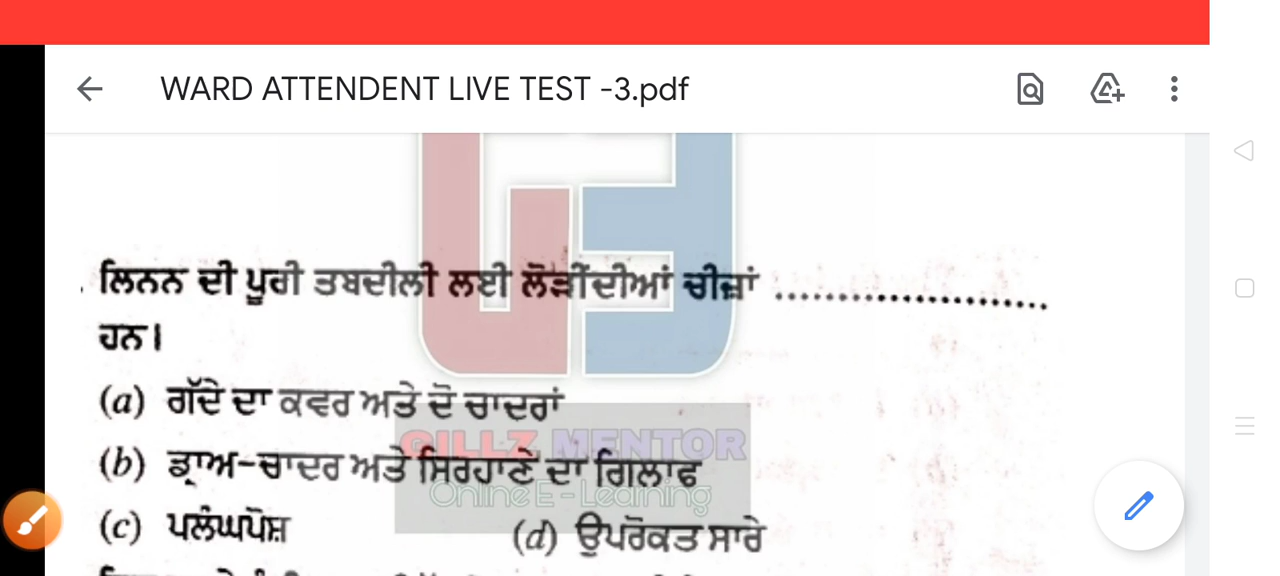 WARD ATTENDENT LIVE TEST -3.pdf
. ਲਿਨਨ ਦੀ ਪੂਰੀ ਤਬਦੀਲੀ ਲਈ ਲੋੜੀਂਦੀਆਂ ਚੀਜ਼ਾਂ ........................
ਹਨ।
(a) ਗੱਦੇ ਦਾ ਕਵਰ ਅਤੇ ਦੋ ਚਾਦਰਾਂ
GILLZ MENTOR
(b) ਡ੍ਰਾਅ-ਚਾਦਰ ਅਤੇ ਸਿਰਹਾਣੇ ਦਾ ਗਿਲਾਫ
Online E - Learning
(c) ਪਲੰਘਪੋਸ਼ (d) ਉਪਰੋਕਤ ਸਾਰੇ